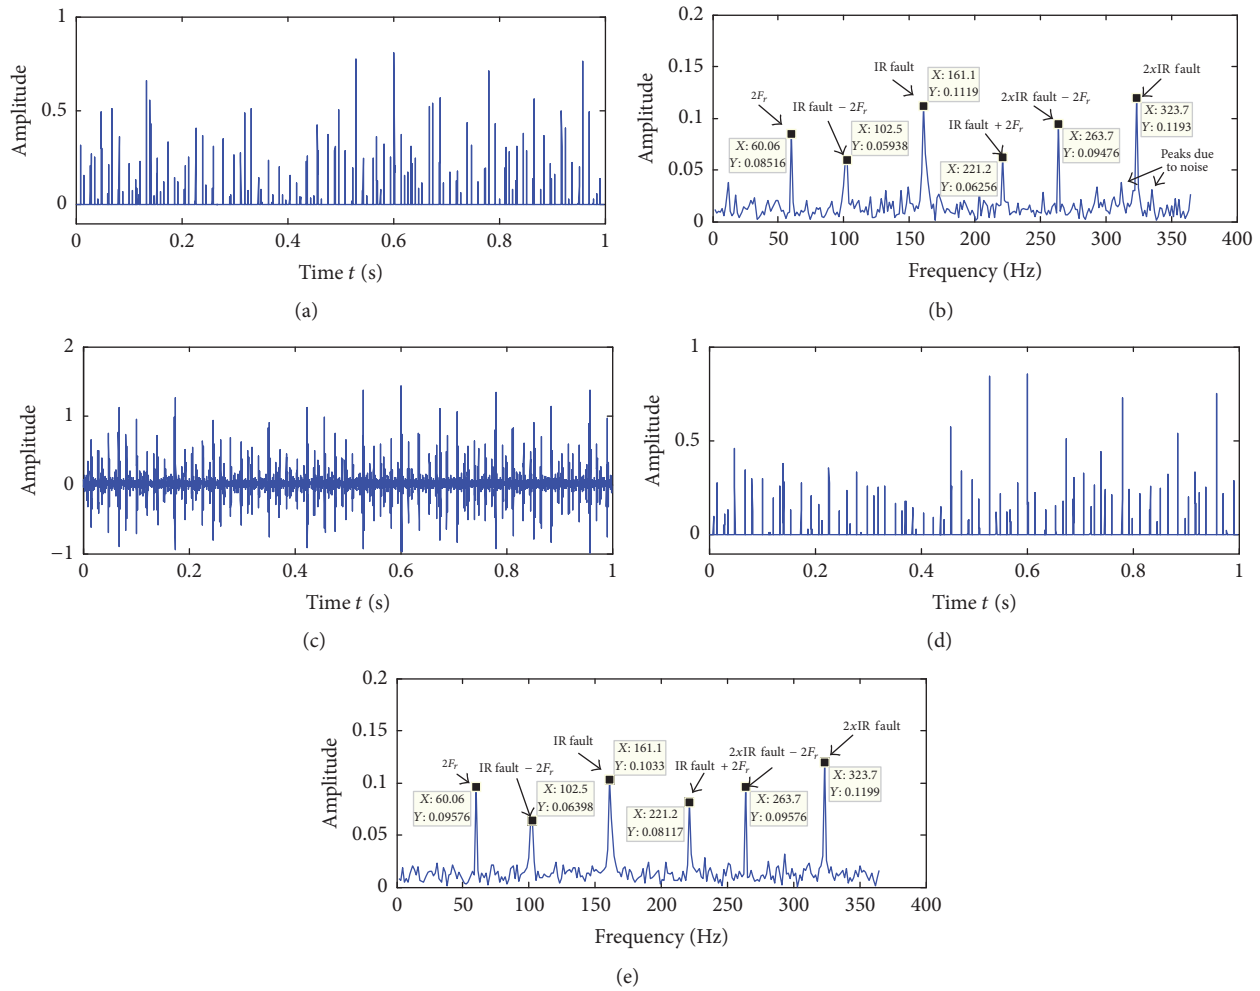 1
0.5
0
0 0.2 0.4 0.6 0.8 1
Amplitude
Time t (s)
(a)
0.2
0.15
0.1
0.05
0
0 50 100 150 200 250 300 350 400
Amplitude
Frequency (Hz)
2Fr
X: 60.06
Y: 0.08516
IR fault − 2Fr
X: 102.5
Y: 0.05938
IR fault
X: 161.1
Y: 0.1119
IR fault + 2Fr
X: 221.2
Y: 0.06256
2xIR fault − 2Fr
X: 263.7
Y: 0.09476
2xIR fault
X: 323.7
Y: 0.1193
Peaks due
to noise
(b)
2
1
0
−1
0 0.2 0.4 0.6 0.8 1
Amplitude
Time t (s)
(c)
1
0.5
0
0 0.2 0.4 0.6 0.8 1
Amplitude
Time t (s)
(d)
0.2
0.15
0.1
0.05
0
0 50 100 150 200 250 300 350 400
Amplitude
Frequency (Hz)
2Fr
X: 60.06
Y: 0.09576
IR fault − 2Fr
X: 102.5
Y: 0.06398
IR fault
X: 161.1
Y: 0.1033
IR fault + 2Fr
X: 221.2
Y: 0.08117
2xIR fault − 2Fr
X: 263.7
Y: 0.09576
2xIR fault
X: 323.7
Y: 0.1199
(e)